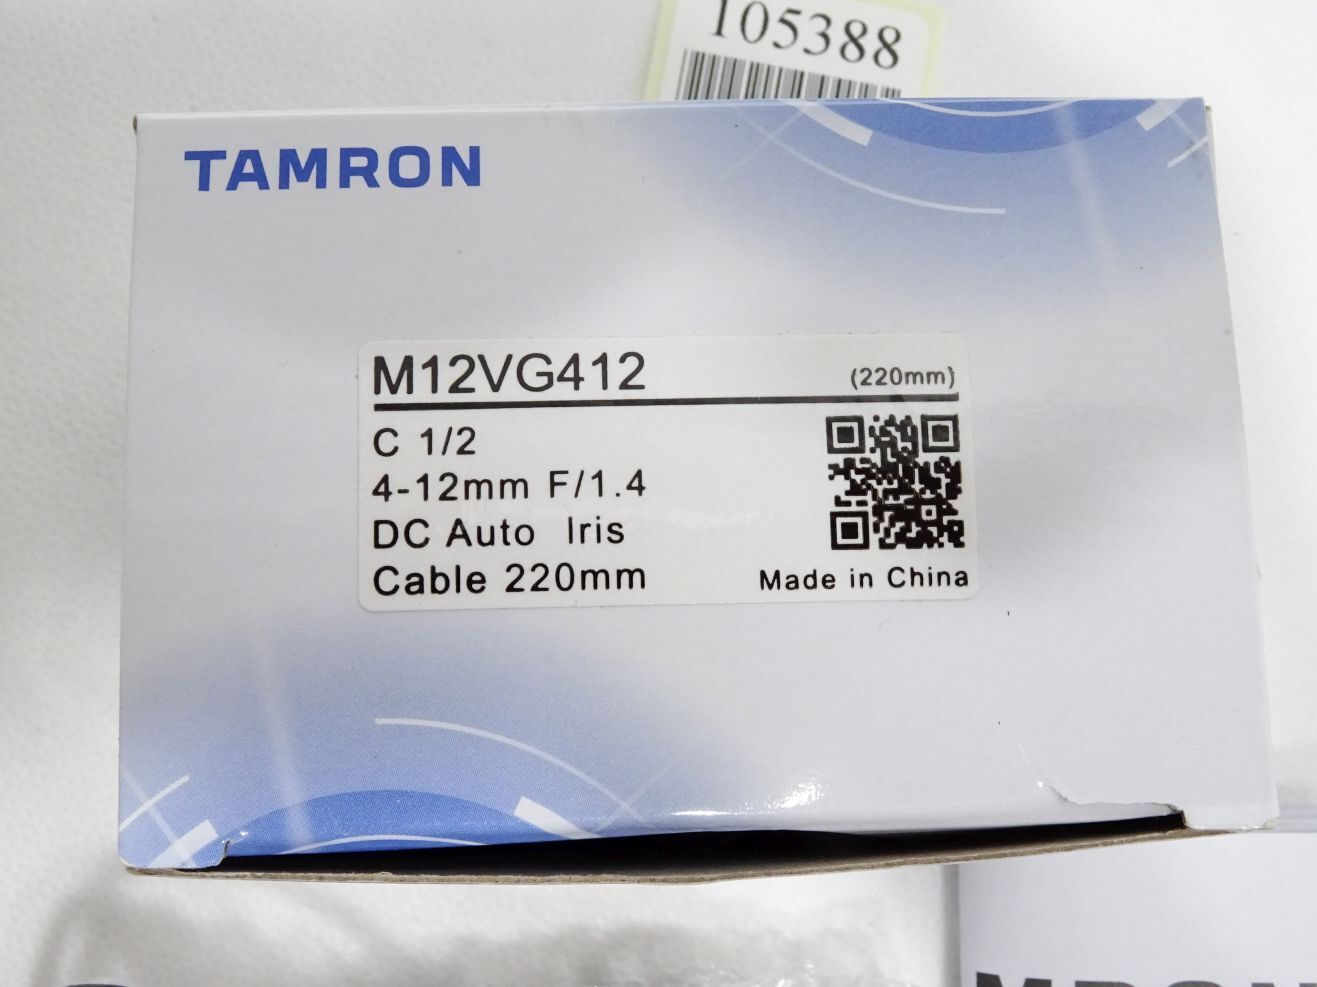 105388
TAMRON
M12VG412 (220mm)
C 1/2
4-12mm F/1.4
DC Auto Iris
Cable 220mm
Made in China